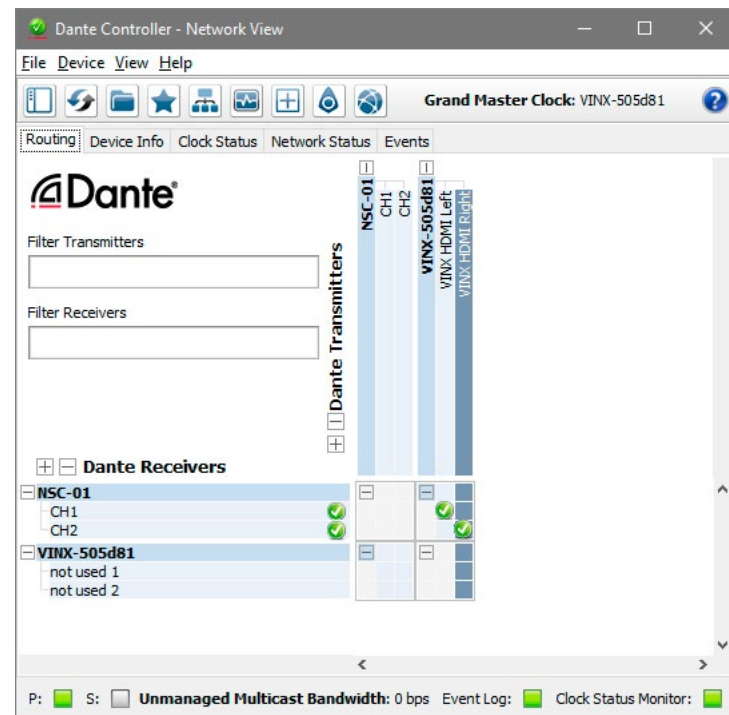 Dante Controller - Network View
File Device View Help
Grand Master Clock: VINX-505d81
Routing Device Info Clock Status Network Status Events
Dante®
Filter Transmitters
Filter Receivers
Dante Transmitters
NSC-01
CH1
CH2
VINX-505d81
VINX HDMI Left
VINX HDMI Right
Dante Receivers
NSC-01
CH1
CH2
VINX-505d81
not used 1
not used 2
P: S: Unmanaged Multicast Bandwidth: 0 bps Event Log: Clock Status Monitor: